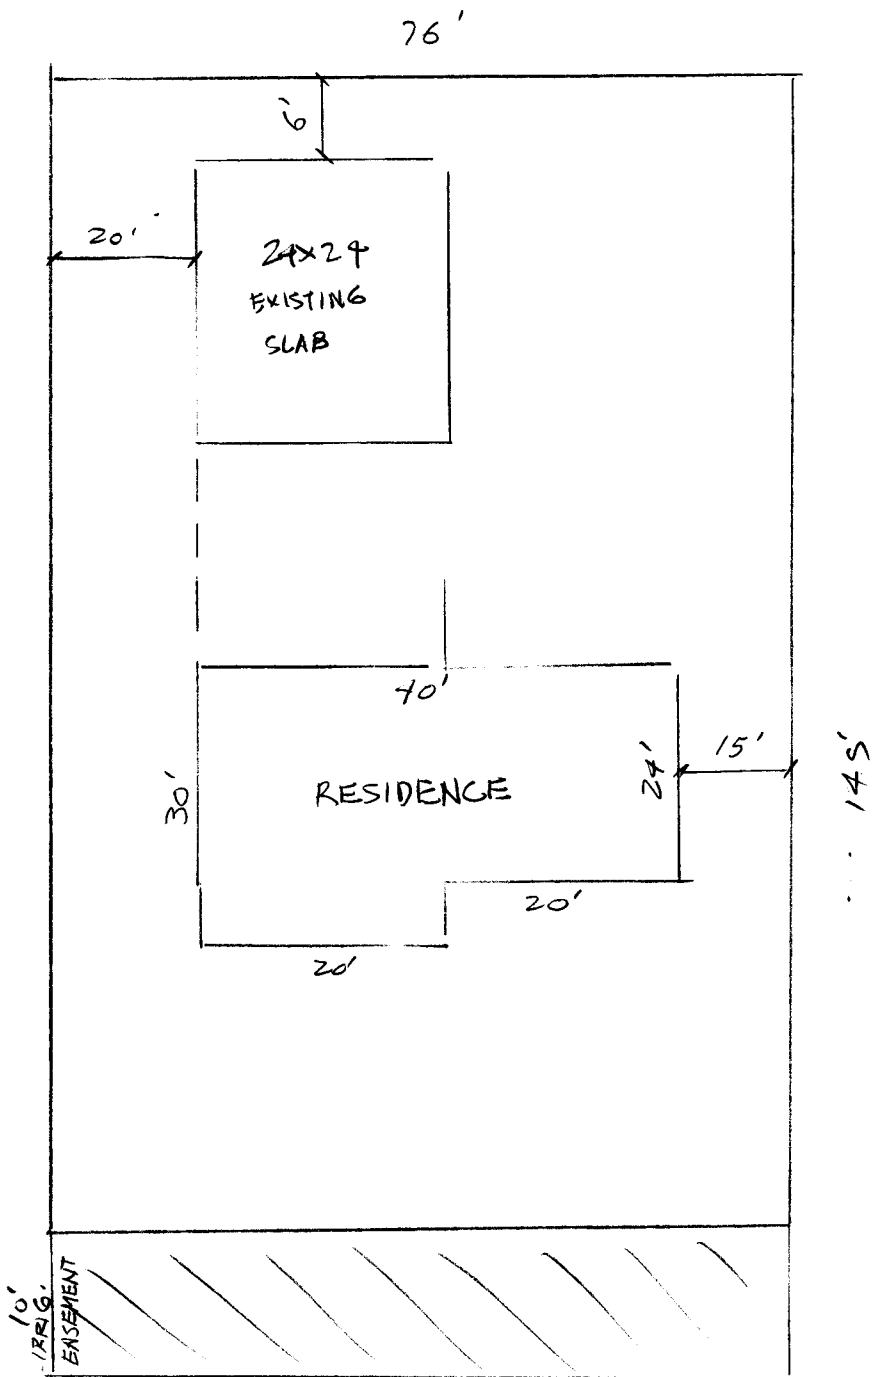 76'
6'
20'
24X24
EXISTING
SLAB
40'
30'
RESIDENCE
24'
15'
145'
20'
20'
10'
IRRIG.
EASEMENT